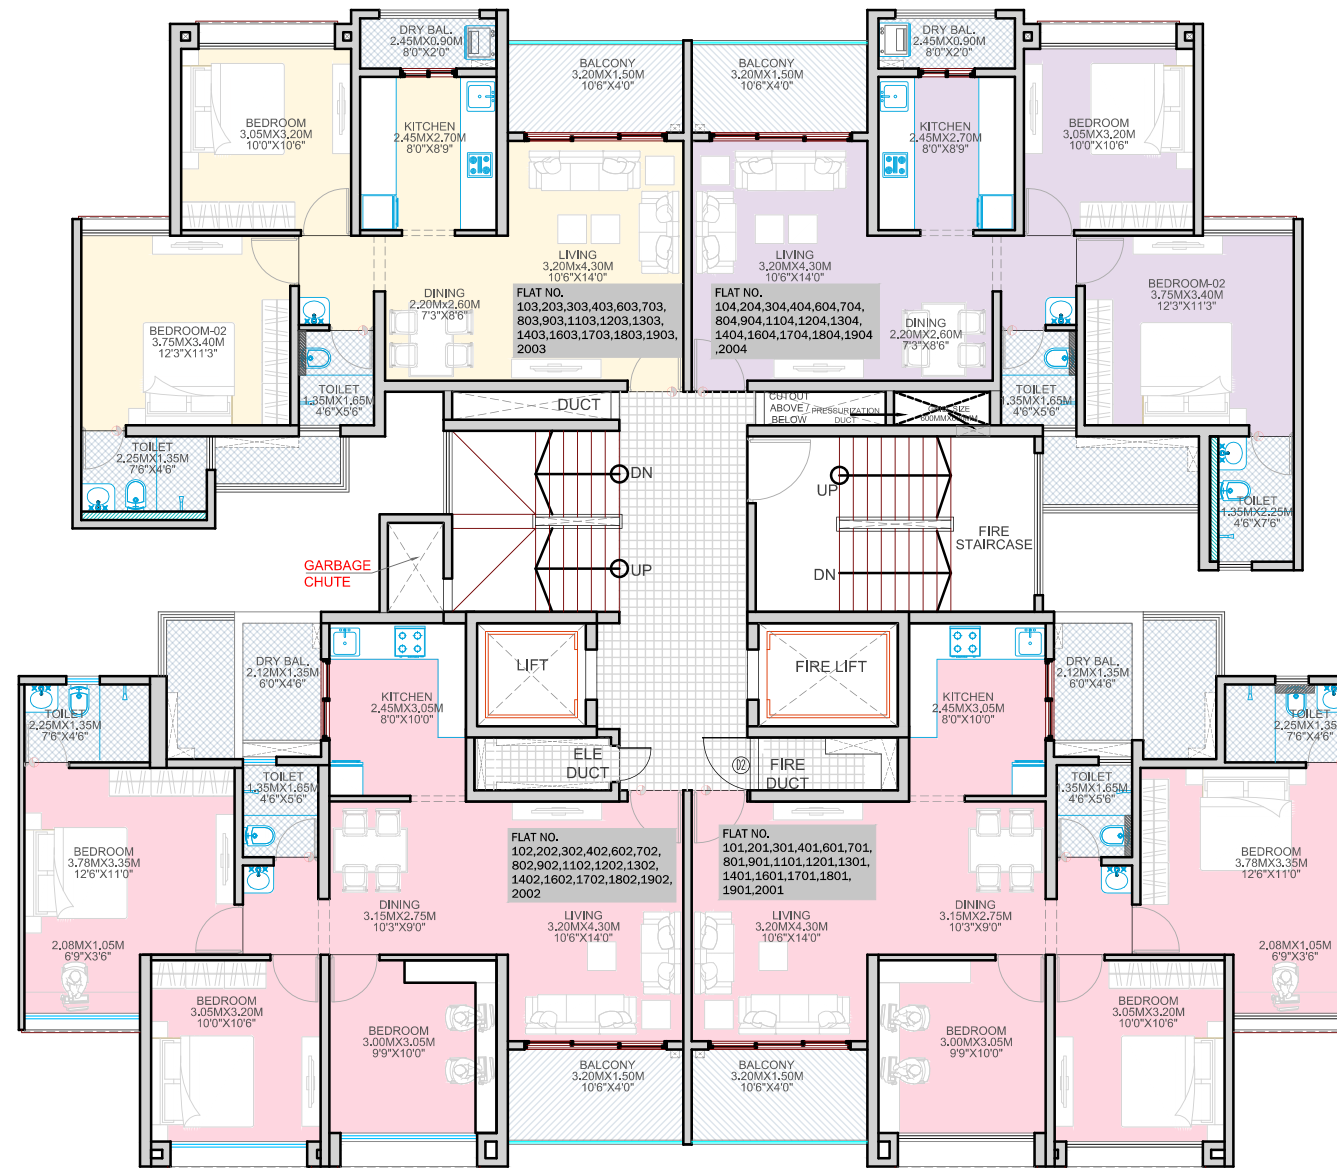 DRY BAL.
2.45MX0.90M
8'0"X2'0"
BALCONY
3.20MX1.50M
10'6"X4'0"
BALCONY
3.20MX1.50M
10'6"X4'0"
DRY BAL.
2.45MX0.90M
8'0"X2'0"
BEDROOM
3.05MX3.20M
10'0"X10'6"
KITCHEN
2.45MX2.70M
8'0"X8'9"
KITCHEN
2.45MX2.70M
8'0"X8'9"
BEDROOM
3.05MX3.20M
10'0"X10'6"
LIVING
3.20Mx4.30M
10'6"X14'0"
LIVING
3.20MX4.30M
10'6"X14'0"
BEDROOM-02
3.75MX3.40M
12'3"X11'3"
DINING
2.20Mx2.60M
7'3"X8'6"
FLAT NO.
103,203,303,403,603,703,
803,903,1103,1203,1303,
1403,1603,1703,1803,1903,
2003
FLAT NO.
104,204,304,404,604,704,
804,904,1104,1204,1304,
1404,1604,1704,1804,1904
,2004
DINING
2.20MX2.60M
7'3"X8'6"
BEDROOM-02
3.75MX3.40M
12'3"X11'3"
TOILET
1.35MX1.65M
4'6"X5'6"
DUCT
CUTOUT
ABOVE /
BELOW
PRESSURIZATION
DUCT
TOILET
1.35MX1.65M
4'6"X5'6"
TOILET
2.25MX1.35M
7'6"X4'6"
DN
UP
TOILET
1.35MX2.25M
4'6"X7'6"
FIRE
STAIRCASE
GARBAGE
CHUTE
UP
DN
DRY BAL.
2.12MX1.35M
6'0"X4'6"
LIFT
FIRE LIFT
DRY BAL.
2.12MX1.35M
6'0"X4'6"
KITCHEN
2.45MX3.05M
8'0"X10'0"
KITCHEN
2.45MX3.05M
8'0"X10'0"
TOILET
2.25MX1.35M
7'6"X4'6"
TOILET
2.25MX1.35
7'6"X4'6"
ELE
DUCT
D2
FIRE
DUCT
TOILET
1.35MX1.65M
4'6"X5'6"
TOILET
1.35MX1.65M
4'6"X5'6"
BEDROOM
3.78MX3.35M
12'6"X11'0"
FLAT NO.
102,202,302,402,602,702,
802,902,1102,1202,1302,
1402,1602,1702,1802,1902,
2002
FLAT NO.
101,201,301,401,601,701,
801,901,1101,1201,1301,
1401,1601,1701,1801,
1901,2001
BEDROOM
3.78MX3.35M
12'6"X11'0"
DINING
3.15MX2.75M
10'3"X9'0"
LIVING
3.20MX4.30M
10'6"X14'0"
LIVING
3.20MX4.30M
10'6"X14'0"
DINING
3.15MX2.75M
10'3"X9'0"
2.08MX1.05M
6'9"X3'6"
2.08MX1.05M
6'9"X3'6"
BEDROOM
3.05MX3.20M
10'0"X10'6"
BEDROOM
3.00MX3.05M
9'9"X10'0"
BEDROOM
3.00MX3.05M
9'9"X10'0"
BEDROOM
3.05MX3.20M
10'0"X10'6"
BALCONY
3.20MX1.50M
10'6"X4'0"
BALCONY
3.20MX1.50M
10'6"X4'0"